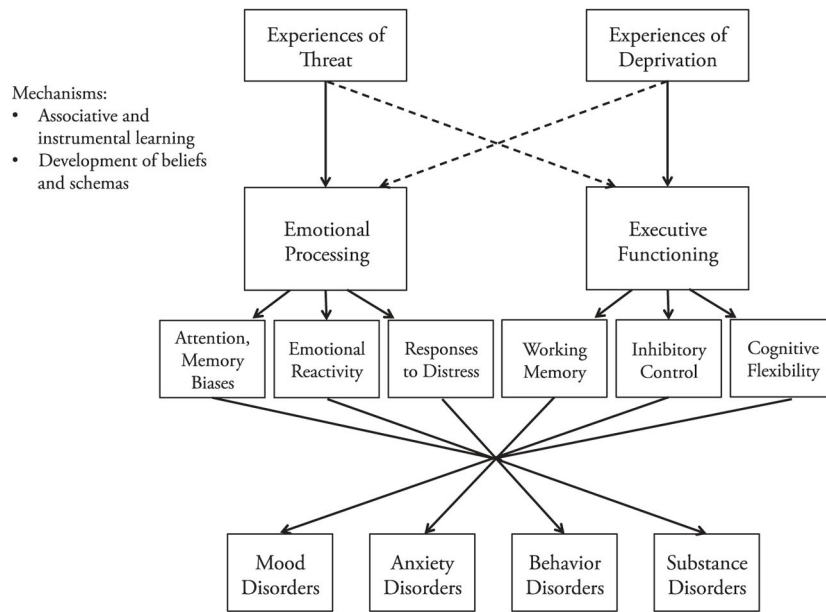 Experiences of
Threat
Experiences of
Deprivation
Mechanisms:
• Associative and
instrumental learning
• Development of beliefs
and schemas
Emotional
Processing
Executive
Functioning
Attention,
Memory
Biases
Emotional
Reactivity
Responses
to Distress
Working
Memory
Inhibitory
Control
Cognitive
Flexibility
Mood
Disorders
Anxiety
Disorders
Behavior
Disorders
Substance
Disorders